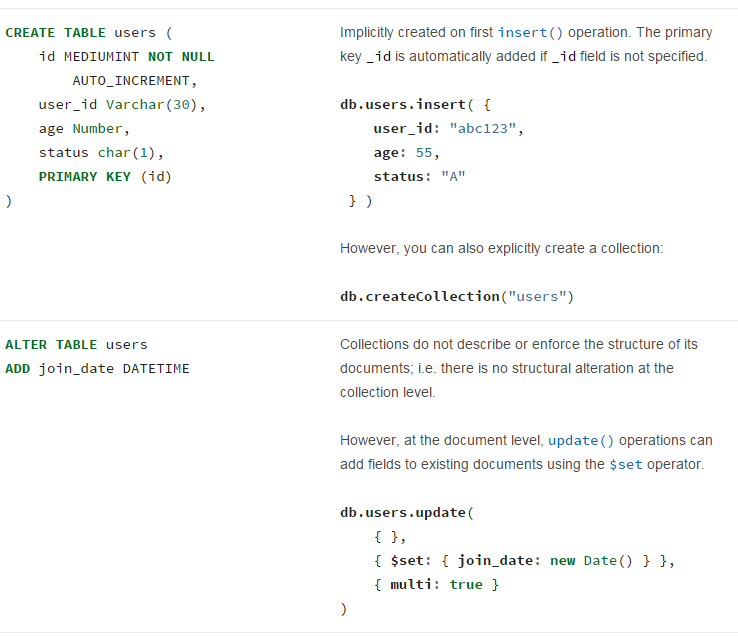 CREATE TABLE users (
    id MEDIUMINT NOT NULL
        AUTO_INCREMENT,
    user_id Varchar(30),
    age Number,
    status char(1),
    PRIMARY KEY (id)
)
Implicitly created on first insert() operation. The primary
key _id is automatically added if _id field is not specified.
db.users.insert( {
    user_id: "abc123",
    age: 55,
    status: "A"
 } )
However, you can also explicitly create a collection:
db.createCollection("users")
ALTER TABLE users
ADD join_date DATETIME
Collections do not describe or enforce the structure of its
documents; i.e. there is no structural alteration at the
collection level.
However, at the document level, update() operations can
add fields to existing documents using the $set operator.
db.users.update(
    { },
    { $set: { join_date: new Date() } },
    { multi: true }
)